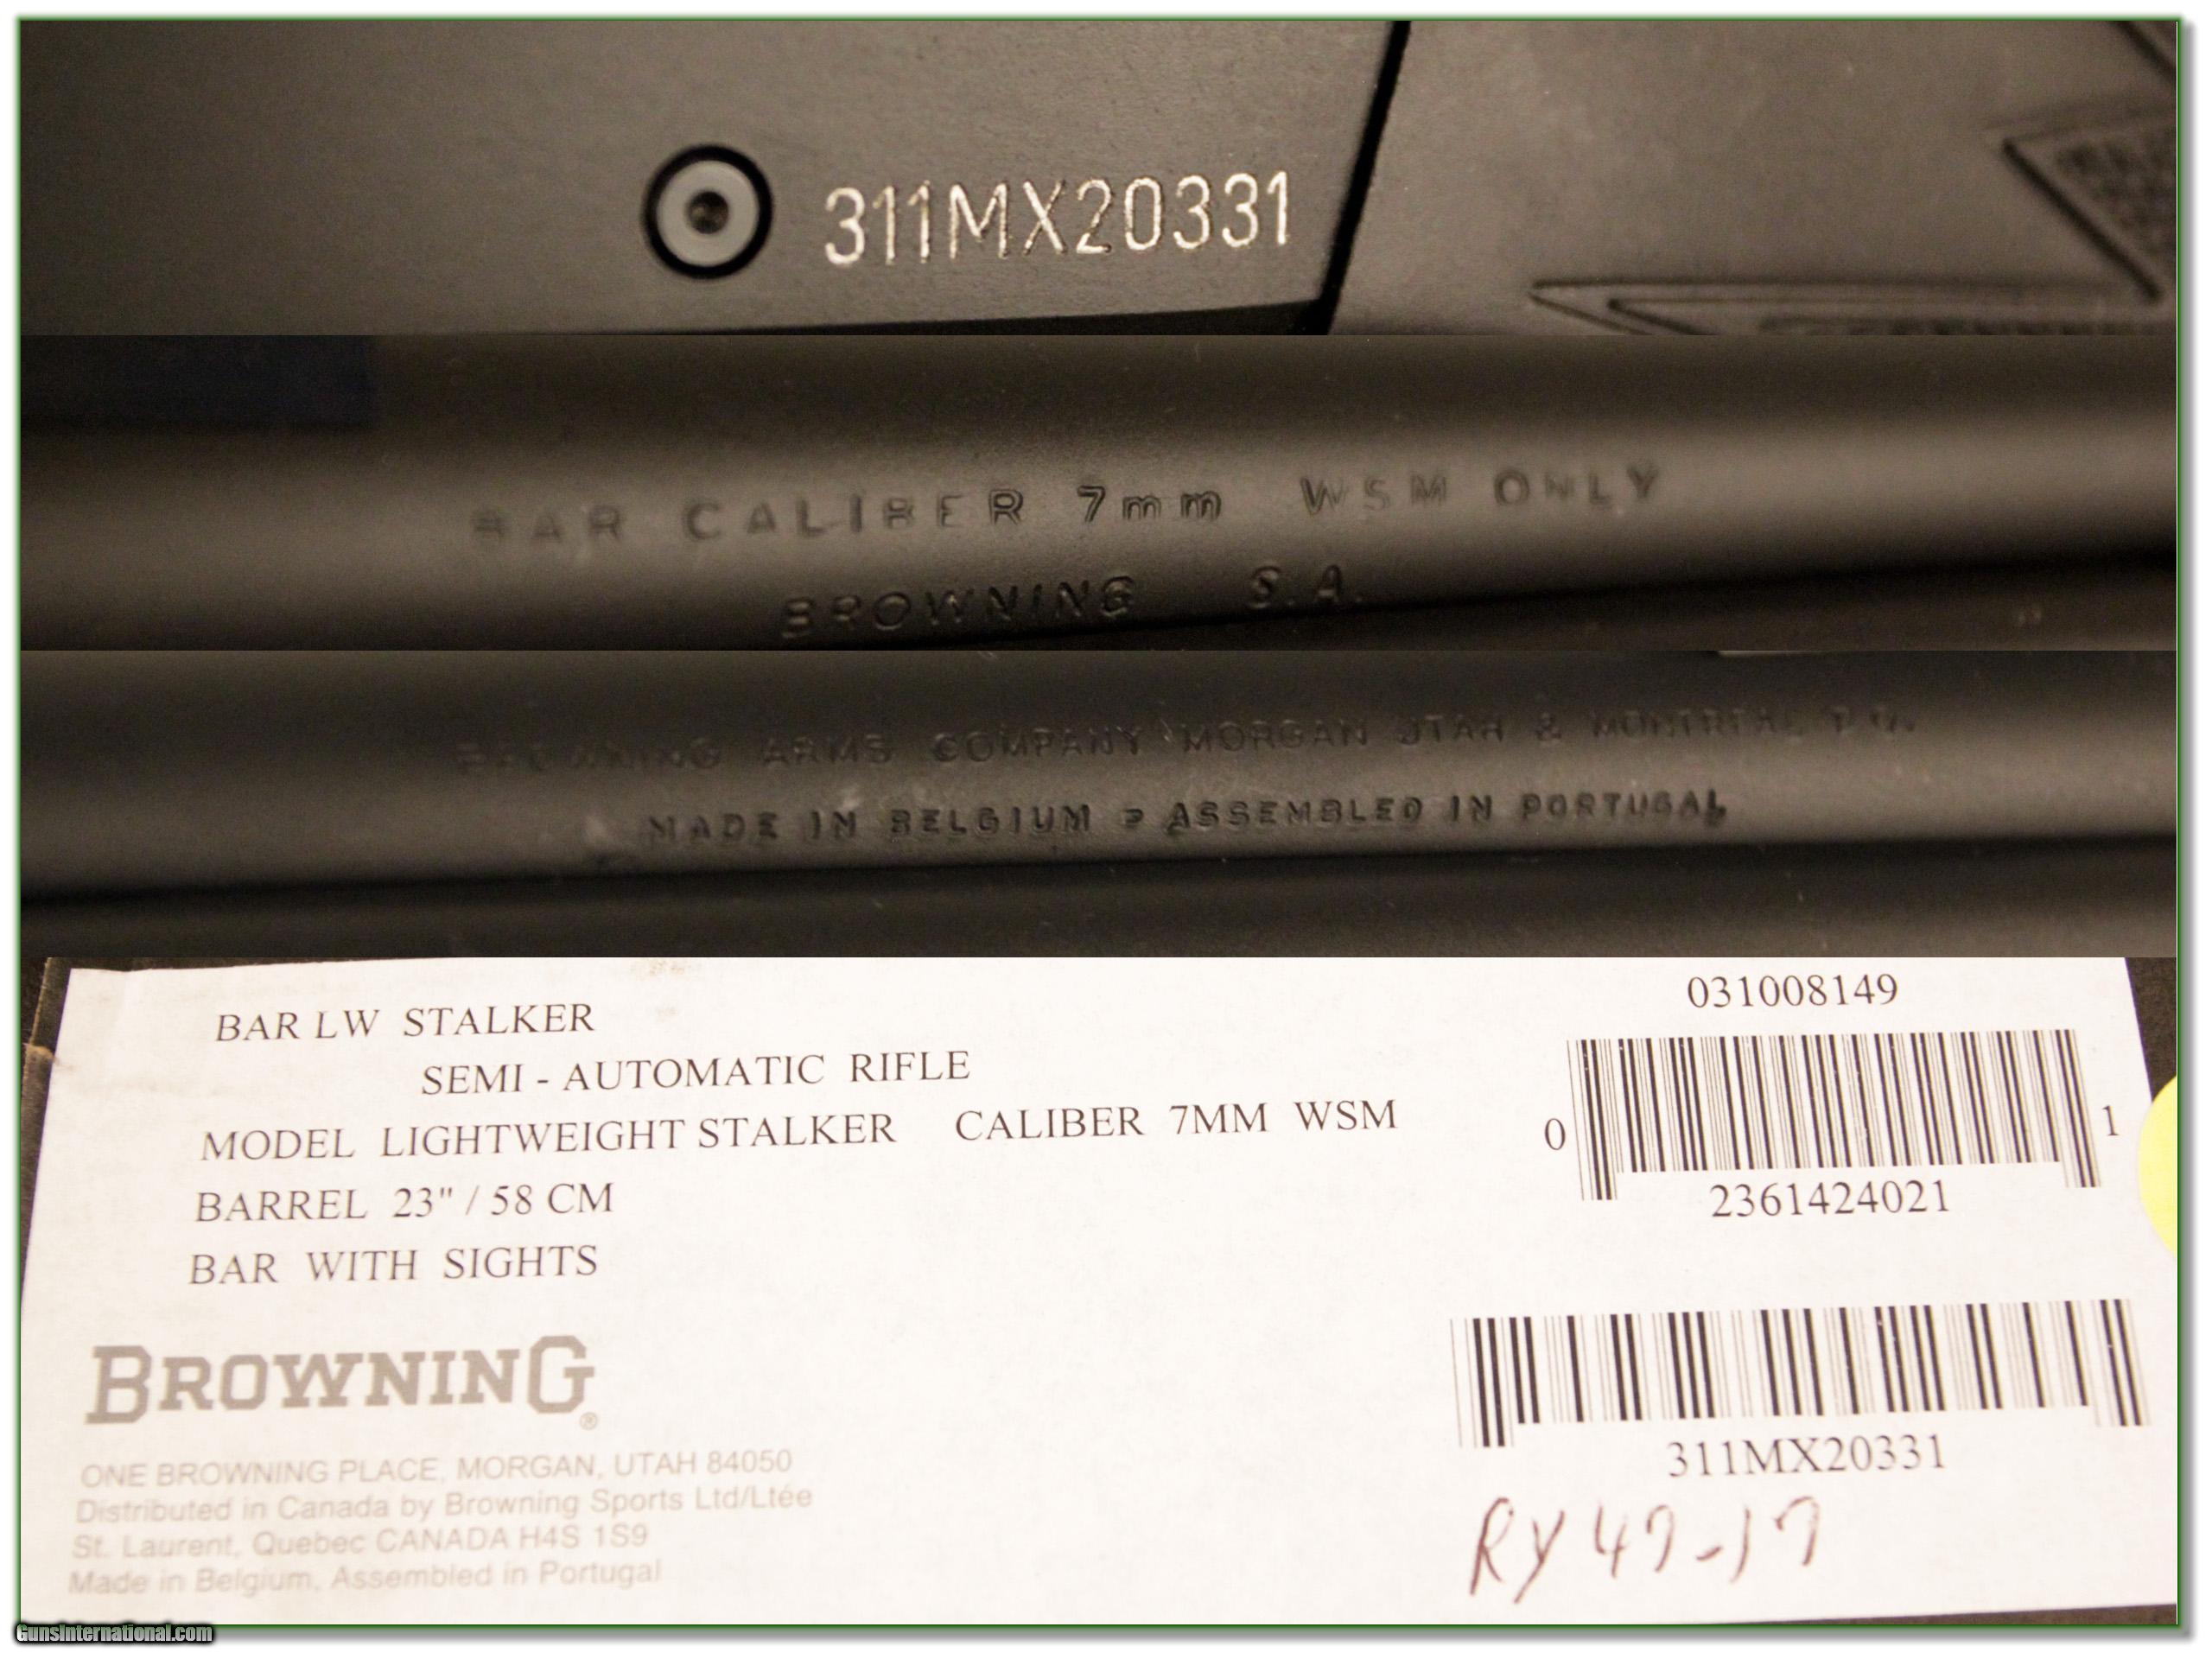 311MX20331
BAR CALIBER 7mm WSM ONLY
BROWNING S.A.
BROWNING ARMS COMPANY MORGAN UTAH & MONTREAL P.Q.
MADE IN BELGIUM - ASSEMBLED IN PORTUGAL
BAR LW STALKER
SEMI - AUTOMATIC RIFLE
MODEL LIGHTWEIGHT STALKER CALIBER 7MM WSM
BARREL 23" / 58 CM
BAR WITH SIGHTS
031008149
0 1
2361424021
311MX20331
RY 47-17
BROWNING®
ONE BROWNING PLACE, MORGAN, UTAH 84050
Distributed in Canada by Browning Sports Ltd/Ltée
St. Laurent, Quebec CANADA H4S 1S9
Made in Belgium, Assembled in Portugal
GunsInternational.com